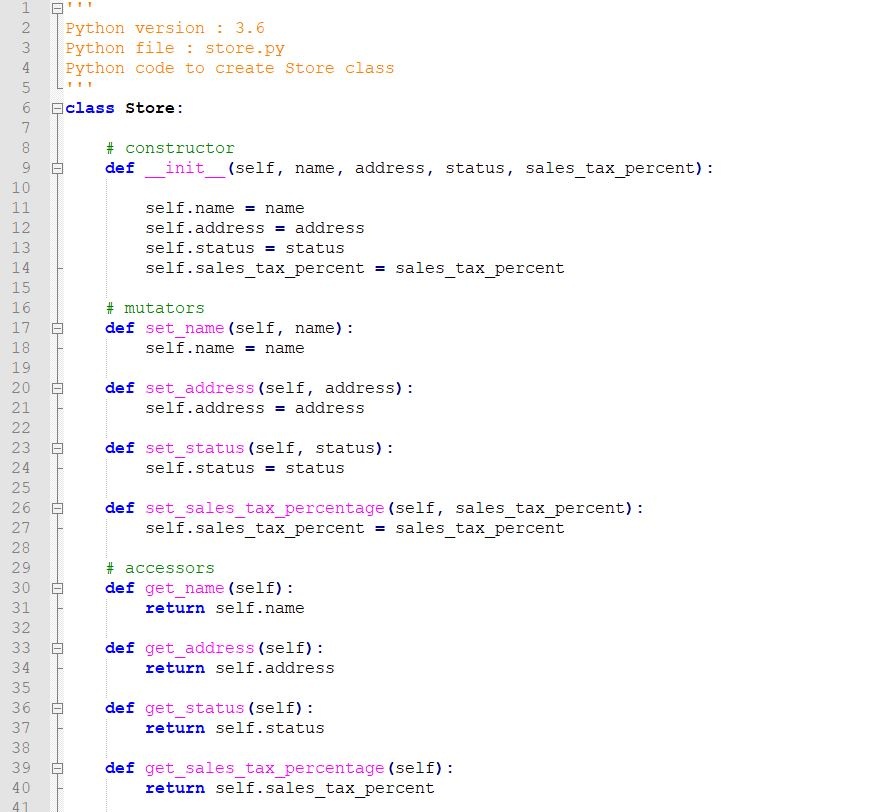 1 '''
2 Python version : 3.6
3 Python file : store.py
4 Python code to create Store class
5 '''
6 class Store:
7
8     # constructor
9     def __init__(self, name, address, status, sales_tax_percent):
10
11         self.name = name
12         self.address = address
13         self.status = status
14         self.sales_tax_percent = sales_tax_percent
15
16     # mutators
17     def set_name(self, name):
18         self.name = name
19
20     def set_address(self, address):
21         self.address = address
22
23     def set_status(self, status):
24         self.status = status
25
26     def set_sales_tax_percentage(self, sales_tax_percent):
27         self.sales_tax_percent = sales_tax_percent
28
29     # accessors
30     def get_name(self):
31         return self.name
32
33     def get_address(self):
34         return self.address
35
36     def get_status(self):
37         return self.status
38
39     def get_sales_tax_percentage(self):
40         return self.sales_tax_percent
41